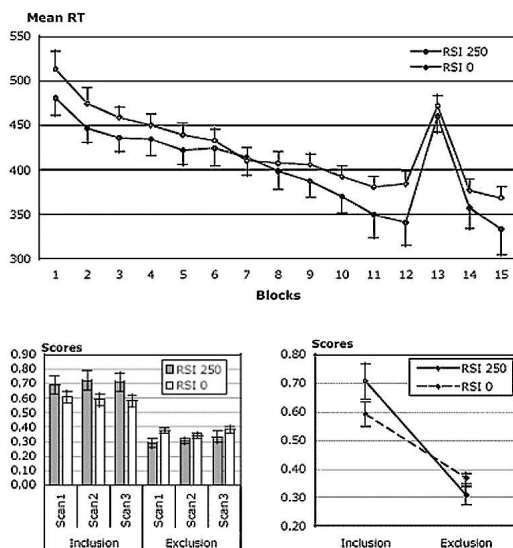 Mean RT
550
500
450
400
350
300
RSI 250
RSI 0
1 2 3 4 5 6 7 8 9 10 11 12 13 14 15
Blocks
Scores
0.90
0.80
0.70
0.60
0.50
0.40
0.30
0.20
0.10
0.00
RSI 250
RSI 0
Scan1 Scan2 Scan3 Scan1 Scan2 Scan3
Inclusion Exclusion
Scores
0.80
0.70
0.60
0.50
0.40
0.30
0.20
RSI 250
RSI 0
Inclusion Exclusion